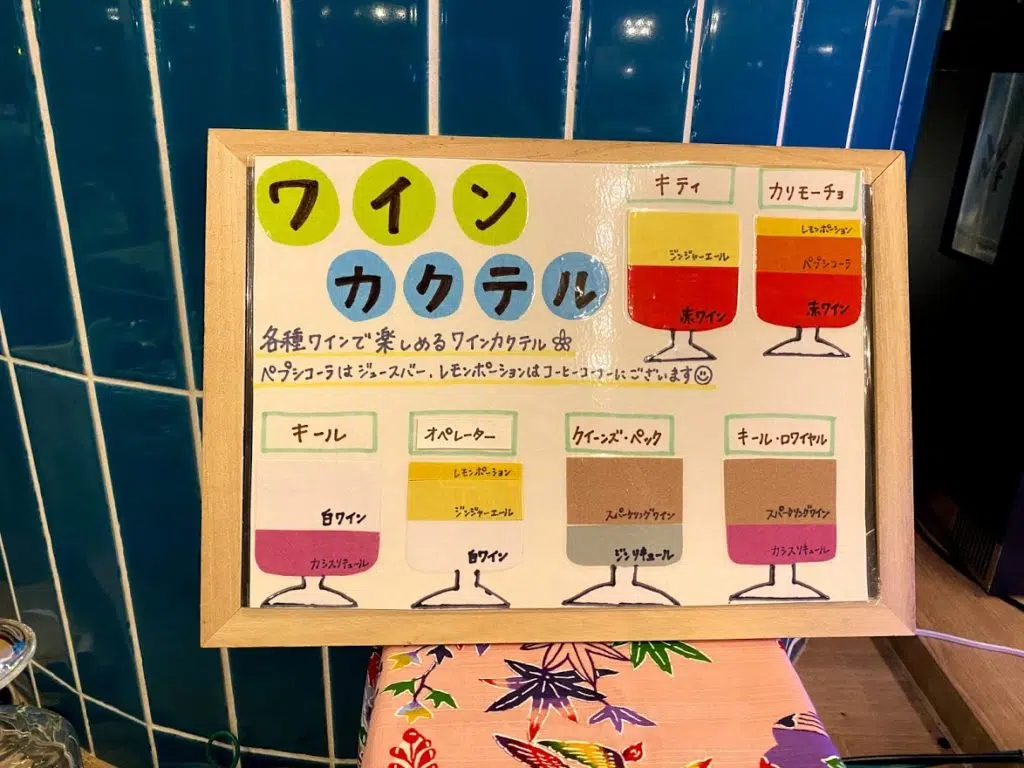 ワイン
カクテル
各種ワインで楽しめるワインカクテル
ペプシコーラはジュースバー、レモンポーションはコーヒーコーナーにございます
キティ
ジンジャーエール
赤ワイン
カリモーチョ
レモンポーション
ペプシコーラ
赤ワイン
キール
白ワイン
カシスリキュール
オペレーター
レモンポーション
ジンジャーエール
白ワイン
クイーンズ・ペック
スパークリングワイン
ジンリキュール
キール・ロワイヤル
スパークリングワイン
カシスリキュール